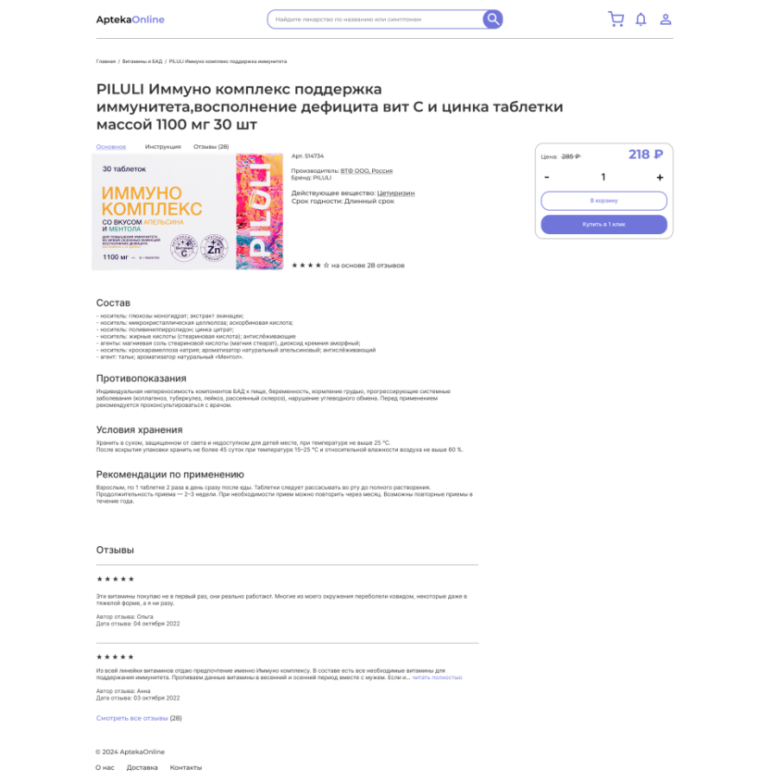 AptekaOnline
Найдите лекарство по названию или симптомам
Главная / Витамины и БАД / PILULI Иммуно комплекс поддержка иммунитета
PILULI Иммуно комплекс поддержка
иммунитета,восполнение дефицита вит С и цинка таблетки
массой 1100 мг 30 шт
Основное Инструкция Отзывы (28)
30 таблеток
ИММУНО
КОМПЛЕКС
СО ВКУСОМ АПЕЛЬСИНА
И МЕНТОЛА
1100 мг
C
Zn
PILULI
Арт. 514734
Производитель: ВТФ ООО, Россия
Бренд: PILULI
Действующее вещество: Цетиризин
Срок годности: Длинный срок
★ ★ ★ ★ ☆ на основе 28 отзывов
Цена: 285 ₽ 218 ₽
- 1 +
В корзину
Купить в 1 клик
Состав
- носитель: глюкозы моногидрат; экстракт эхинацеи;
- носитель: микрокристаллическая целлюлоза; аскорбиновая кислота;
- носитель: поливинилпирролидон; цинка цитрат;
- носитель: жирные кислоты (стеариновая кислота); антислёживающие
- агенты: магниевая соль стеариновой кислоты (магния стеарат), диоксид кремния аморфный;
- носитель: кроскармеллоза натрия; ароматизатор натуральный апельсиновый; антислёживающий
- агент: тальк; ароматизатор натуральный «Ментол».
Противопоказания
Индивидуальная непереносимость компонентов БАД к пище, беременность, кормление грудью, прогрессирующие системные
заболевания (коллагеноз, туберкулез, лейкоз, рассеянный склероз), нарушение углеводного обмена. Перед применением
рекомендуется проконсультироваться с врачом.
Условия хранения
Хранить в сухом, защищенном от света и недоступном для детей месте, при температуре не выше 25 °С.
После вскрытия упаковки хранить не более 45 суток при температуре 15–25 °С и относительной влажности воздуха не выше 60 %.
Рекомендации по применению
Взрослым, по 1 таблетке 2 раза в день сразу после еды. Таблетки следует рассасывать во рту до полного растворения.
Продолжительность приема — 2-3 недели. При необходимости прием можно повторить через месяц. Возможны повторные приемы в
течение года.
Отзывы
★ ★ ★ ★ ★
Эти витамины покупаю не в первый раз, они реально работают. Многие из моего окружения переболели ковидом, некоторые даже в
тяжелой форме, а я ни разу.
Автор отзыва: Ольга
Дата отзыва: 04 октября 2022
★ ★ ★ ★ ★
Из всей линейки витаминов отдаю предпочтение именно Иммуно комплексу. В составе есть все необходимые витамины для
поддержания иммунитета. Пропиваем данные витамины в весенний и осенний период вместе с мужем. Если и... читать полностью
Автор отзыва: Анна
Дата отзыва: 03 октября 2022
Смотреть все отзывы (28)
© 2024 AptekaOnline
О нас Доставка Контакты